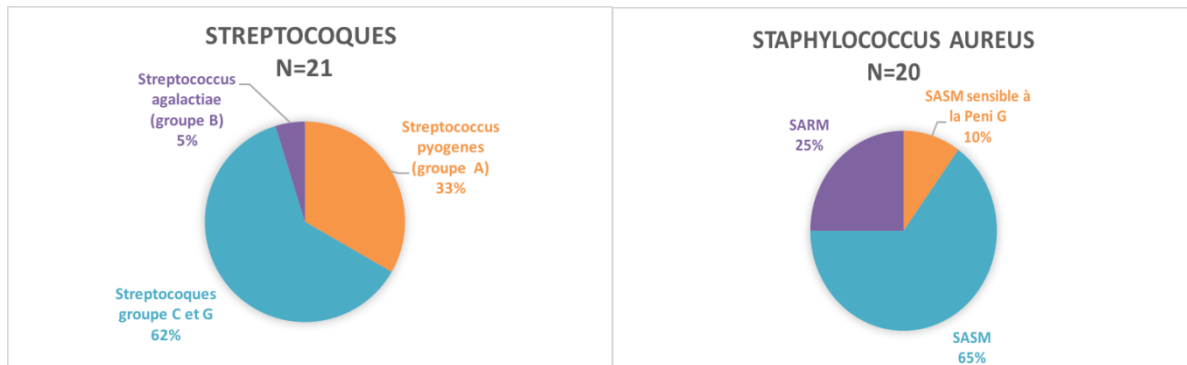 STREPTOCOQUES
N=21
Streptococcus
agalactiae
(groupe B)
5%
Streptococcus
pyogenes
(groupe A)
33%
Streptocoques
groupe C et G
62%
STAPHYLOCOCCUS AUREUS
N=20
SASM sensible à
la Peni G
10%
SARM
25%
SASM
65%